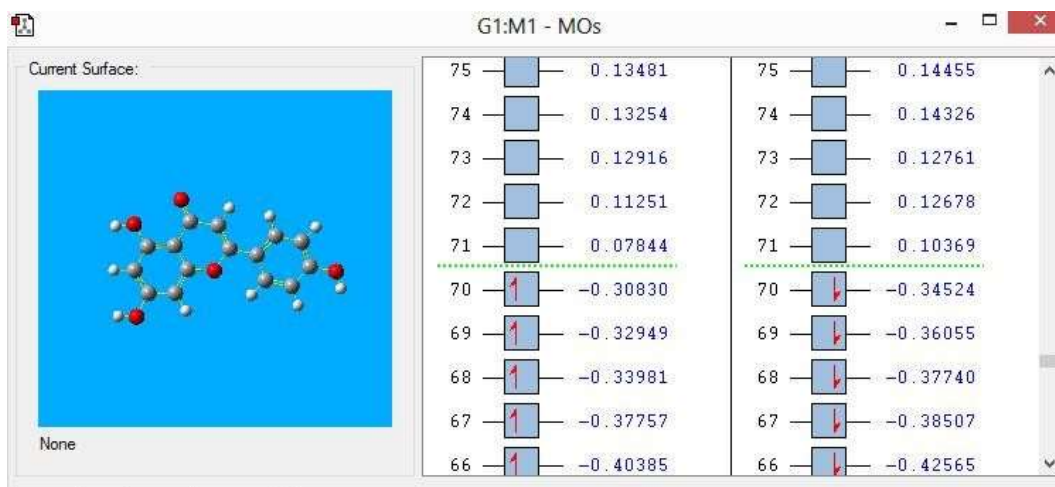 G1:M1 - MOs
Current Surface:
None
75 0.13481 75 0.14455
74 0.13254 74 0.14326
73 0.12916 73 0.12761
72 0.11251 72 0.12678
71 0.07844 71 0.10369
70 -0.30830 70 -0.34524
69 -0.32949 69 -0.36055
68 -0.33981 68 -0.37740
67 -0.37757 67 -0.38507
66 -0.40385 66 -0.42565